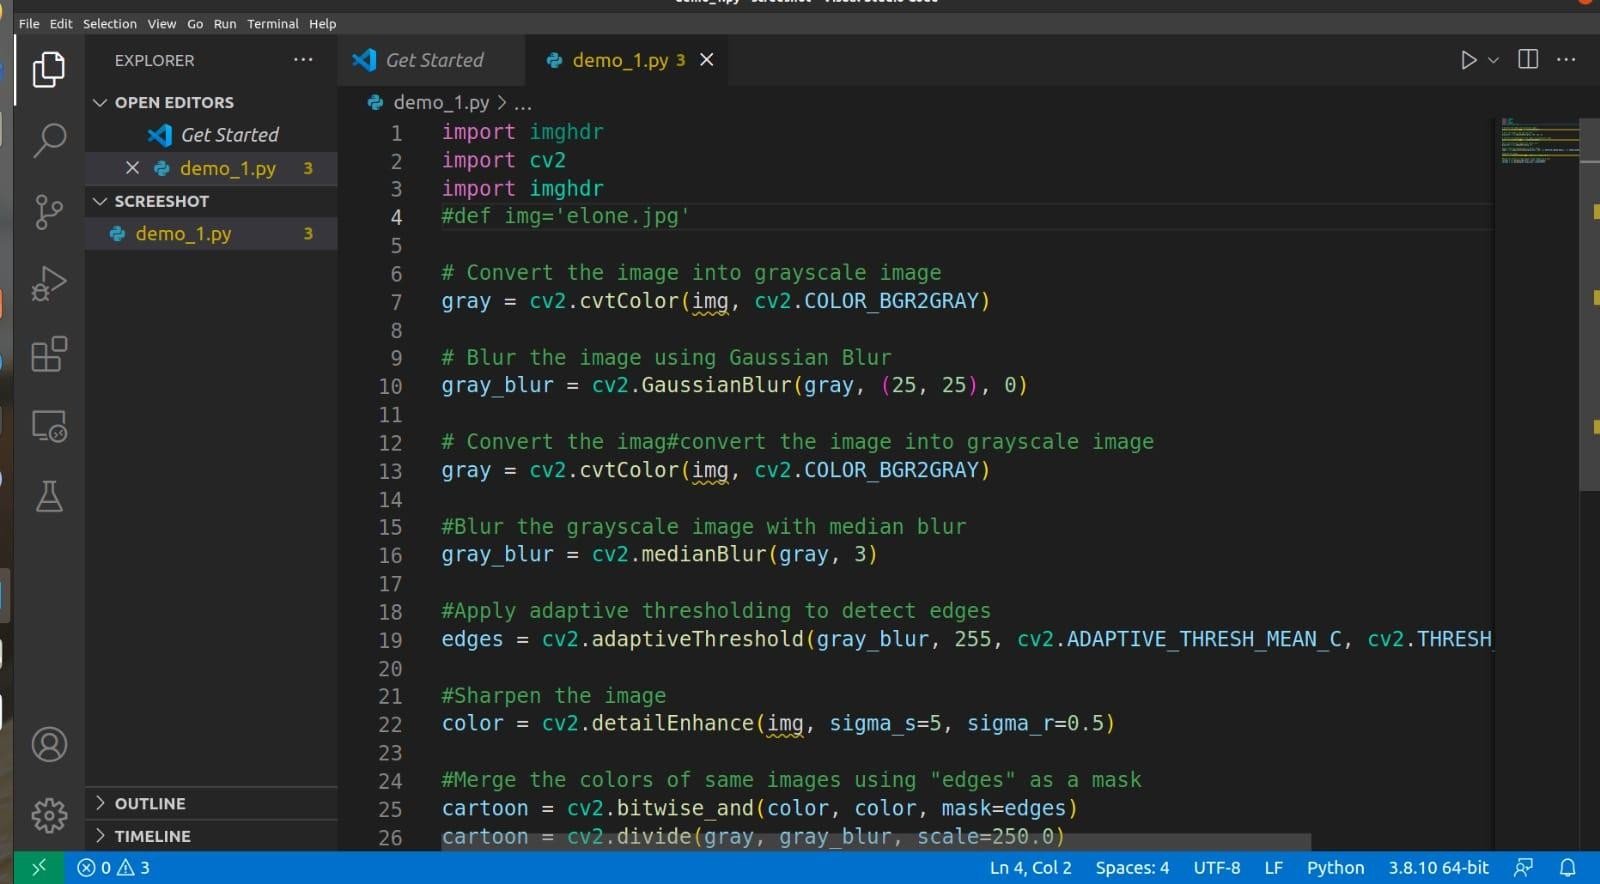 File Edit Selection View Go Run Terminal Help
EXPLORER
Get Started
demo_1.py 3
OPEN EDITORS
Get Started
demo_1.py 3
SCREESHOT
demo_1.py 3
OUTLINE
TIMELINE
demo_1.py > ...
1 import imghdr
2 import cv2
3 import imghdr
4 #def img='elone.jpg'
5
6 # Convert the image into grayscale image
7 gray = cv2.cvtColor(img, cv2.COLOR_BGR2GRAY)
8
9 # Blur the image using Gaussian Blur
10 gray_blur = cv2.GaussianBlur(gray, (25, 25), 0)
11
12 # Convert the imag#convert the image into grayscale image
13 gray = cv2.cvtColor(img, cv2.COLOR_BGR2GRAY)
14
15 #Blur the grayscale image with median blur
16 gray_blur = cv2.medianBlur(gray, 3)
17
18 #Apply adaptive thresholding to detect edges
19 edges = cv2.adaptiveThreshold(gray_blur, 255, cv2.ADAPTIVE_THRESH_MEAN_C, cv2.THRESH_
20
21 #Sharpen the image
22 color = cv2.detailEnhance(img, sigma_s=5, sigma_r=0.5)
23
24 #Merge the colors of same images using "edges" as a mask
25 cartoon = cv2.bitwise_and(color, color, mask=edges)
26 cartoon = cv2.divide(gray, gray_blur, scale=250.0)
0 3 Ln 4, Col 2 Spaces: 4 UTF-8 LF Python 3.8.10 64-bit